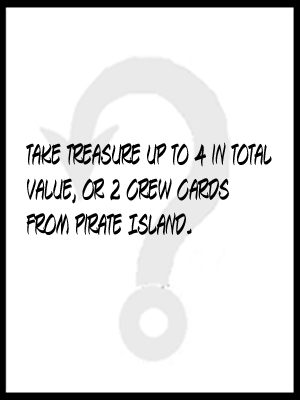 TAKE TREASURE UP TO 4 IN TOTAL
VALUE, OR 2 CREW CARDS
FROM PIRATE ISLAND.